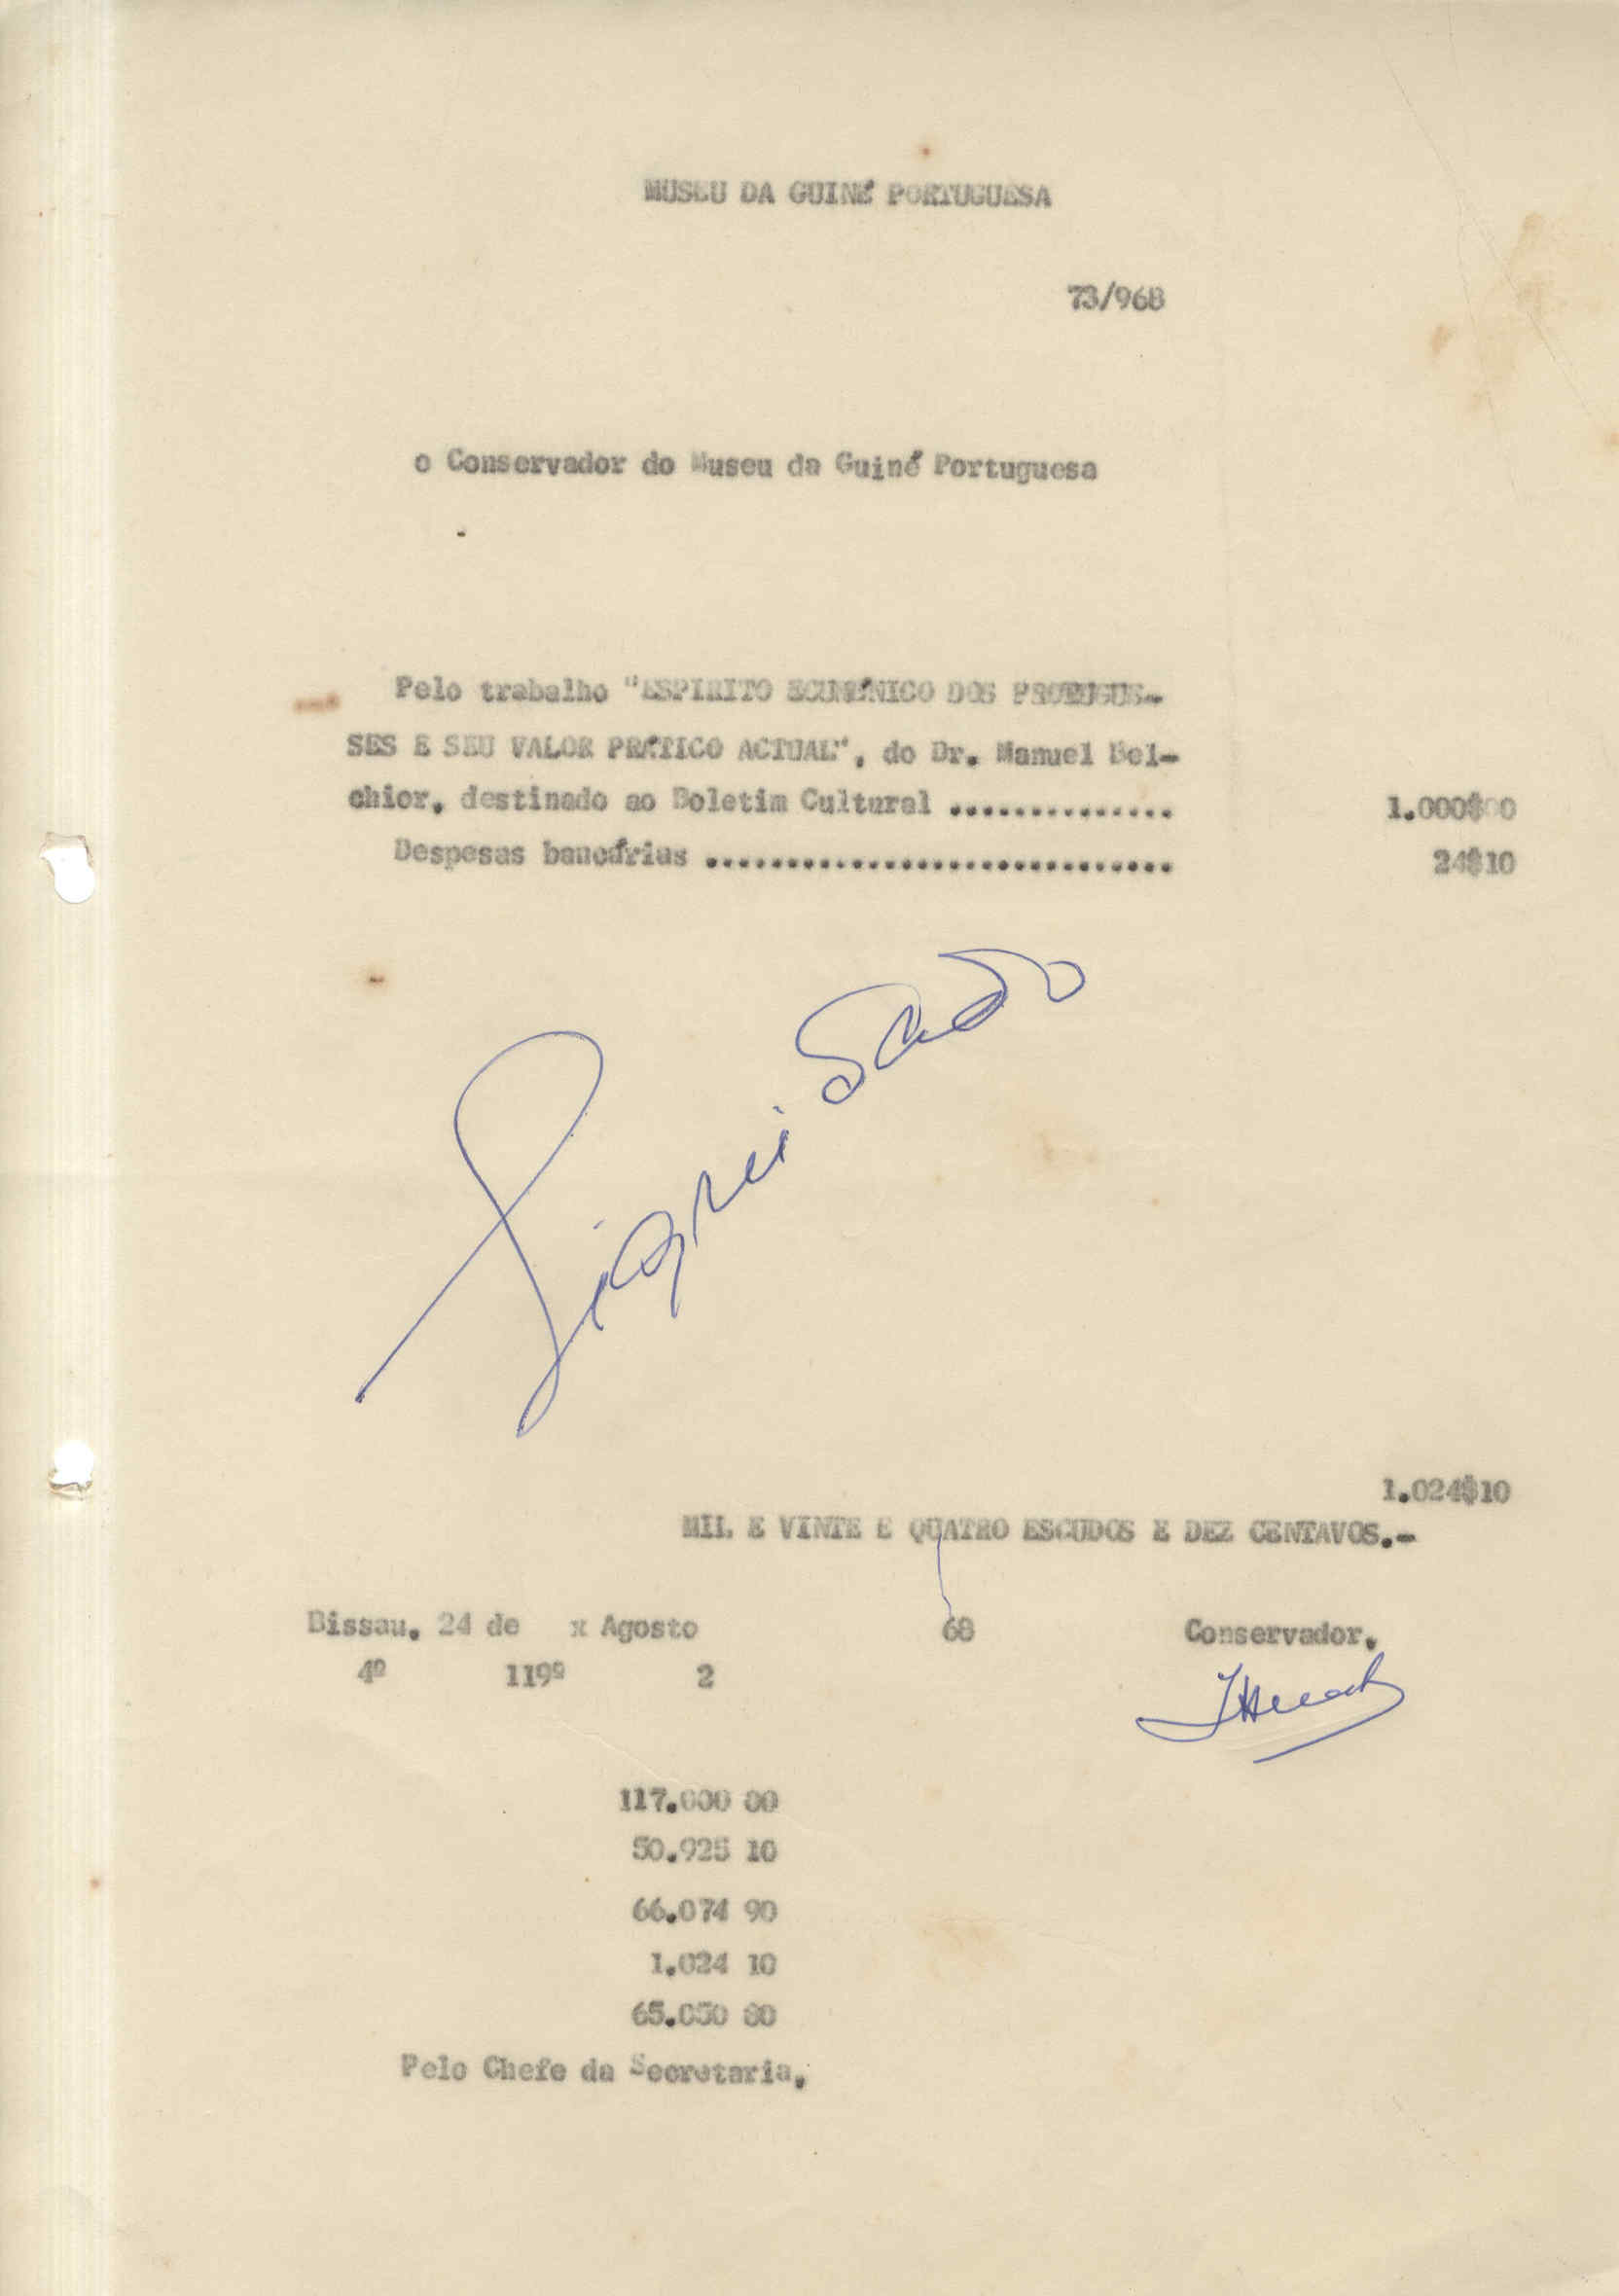 MUSEU DA GUINÉ PORTUGUESA
73/968
o Conservador do Museu da Guiné Portuguesa
Pelo trabalho "ESPIRITO ECUMÉNICO DOS PROTUGUE-
SES E SEU VALOR PRÁTICO ACTUAL", do Dr. Manuel Bel-
chior, destinado ao Boletim Cultural .............. 1.000$00
Despesas bancárias ............................. 24$10
1.024$10
MIL E VINTE E QUATRO ESCUDOS E DEZ CENTAVOS.-
Bissau, 24 de x Agosto 68 Conservador,
4º 119º 2
117.000 00
50.925 10
66.074 90
1.024 10
65.050 80
Pelo Chefe da Secretaria,